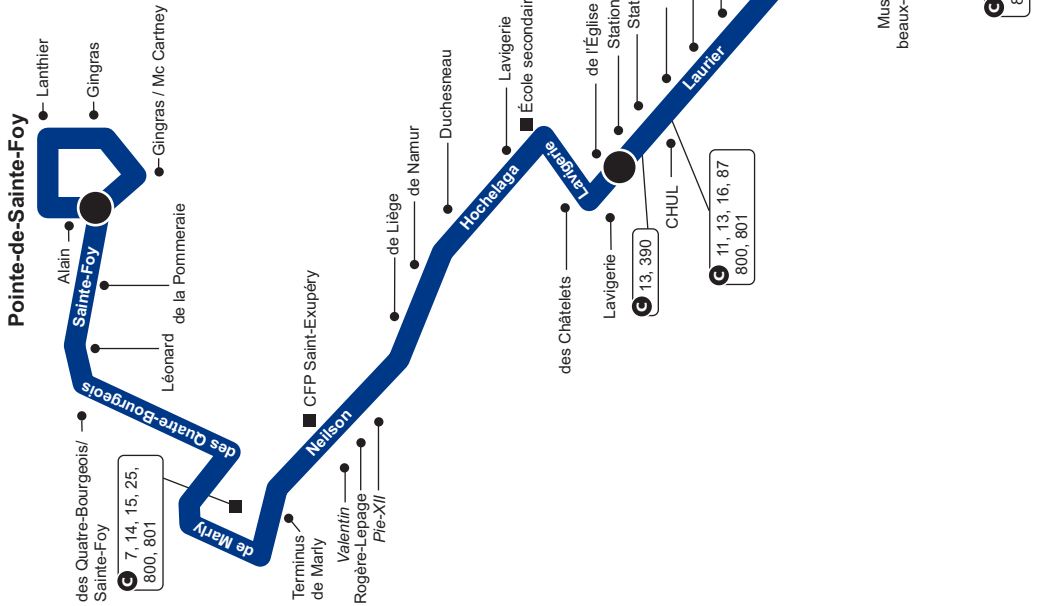 Pointe-de-Sainte-Foy
Lanthier
Gingras
Gingras / Mc Cartney
Alain
Sainte-Foy
de la Pommeraie
Léonard
des Quatre-Bourgeois
des Quatre-Bourgeois/
Sainte-Foy
C 7, 14, 15, 25,
800, 801
de Marly
Terminus
de Marly
CFP Saint-Exupéry
Neilson
Valentin
Rogère-Lepage
Pie-XII
de Liège
de Namur
Duchesneau
Hochelaga
Lavigerie
École secondair
Lavigerie
des Châtelets
de l'Église
Station
Stat
Lavigerie
C 13, 390
CHUL
Laurier
C 11, 13, 16, 87
800, 801
Mus
beaux-
C
8